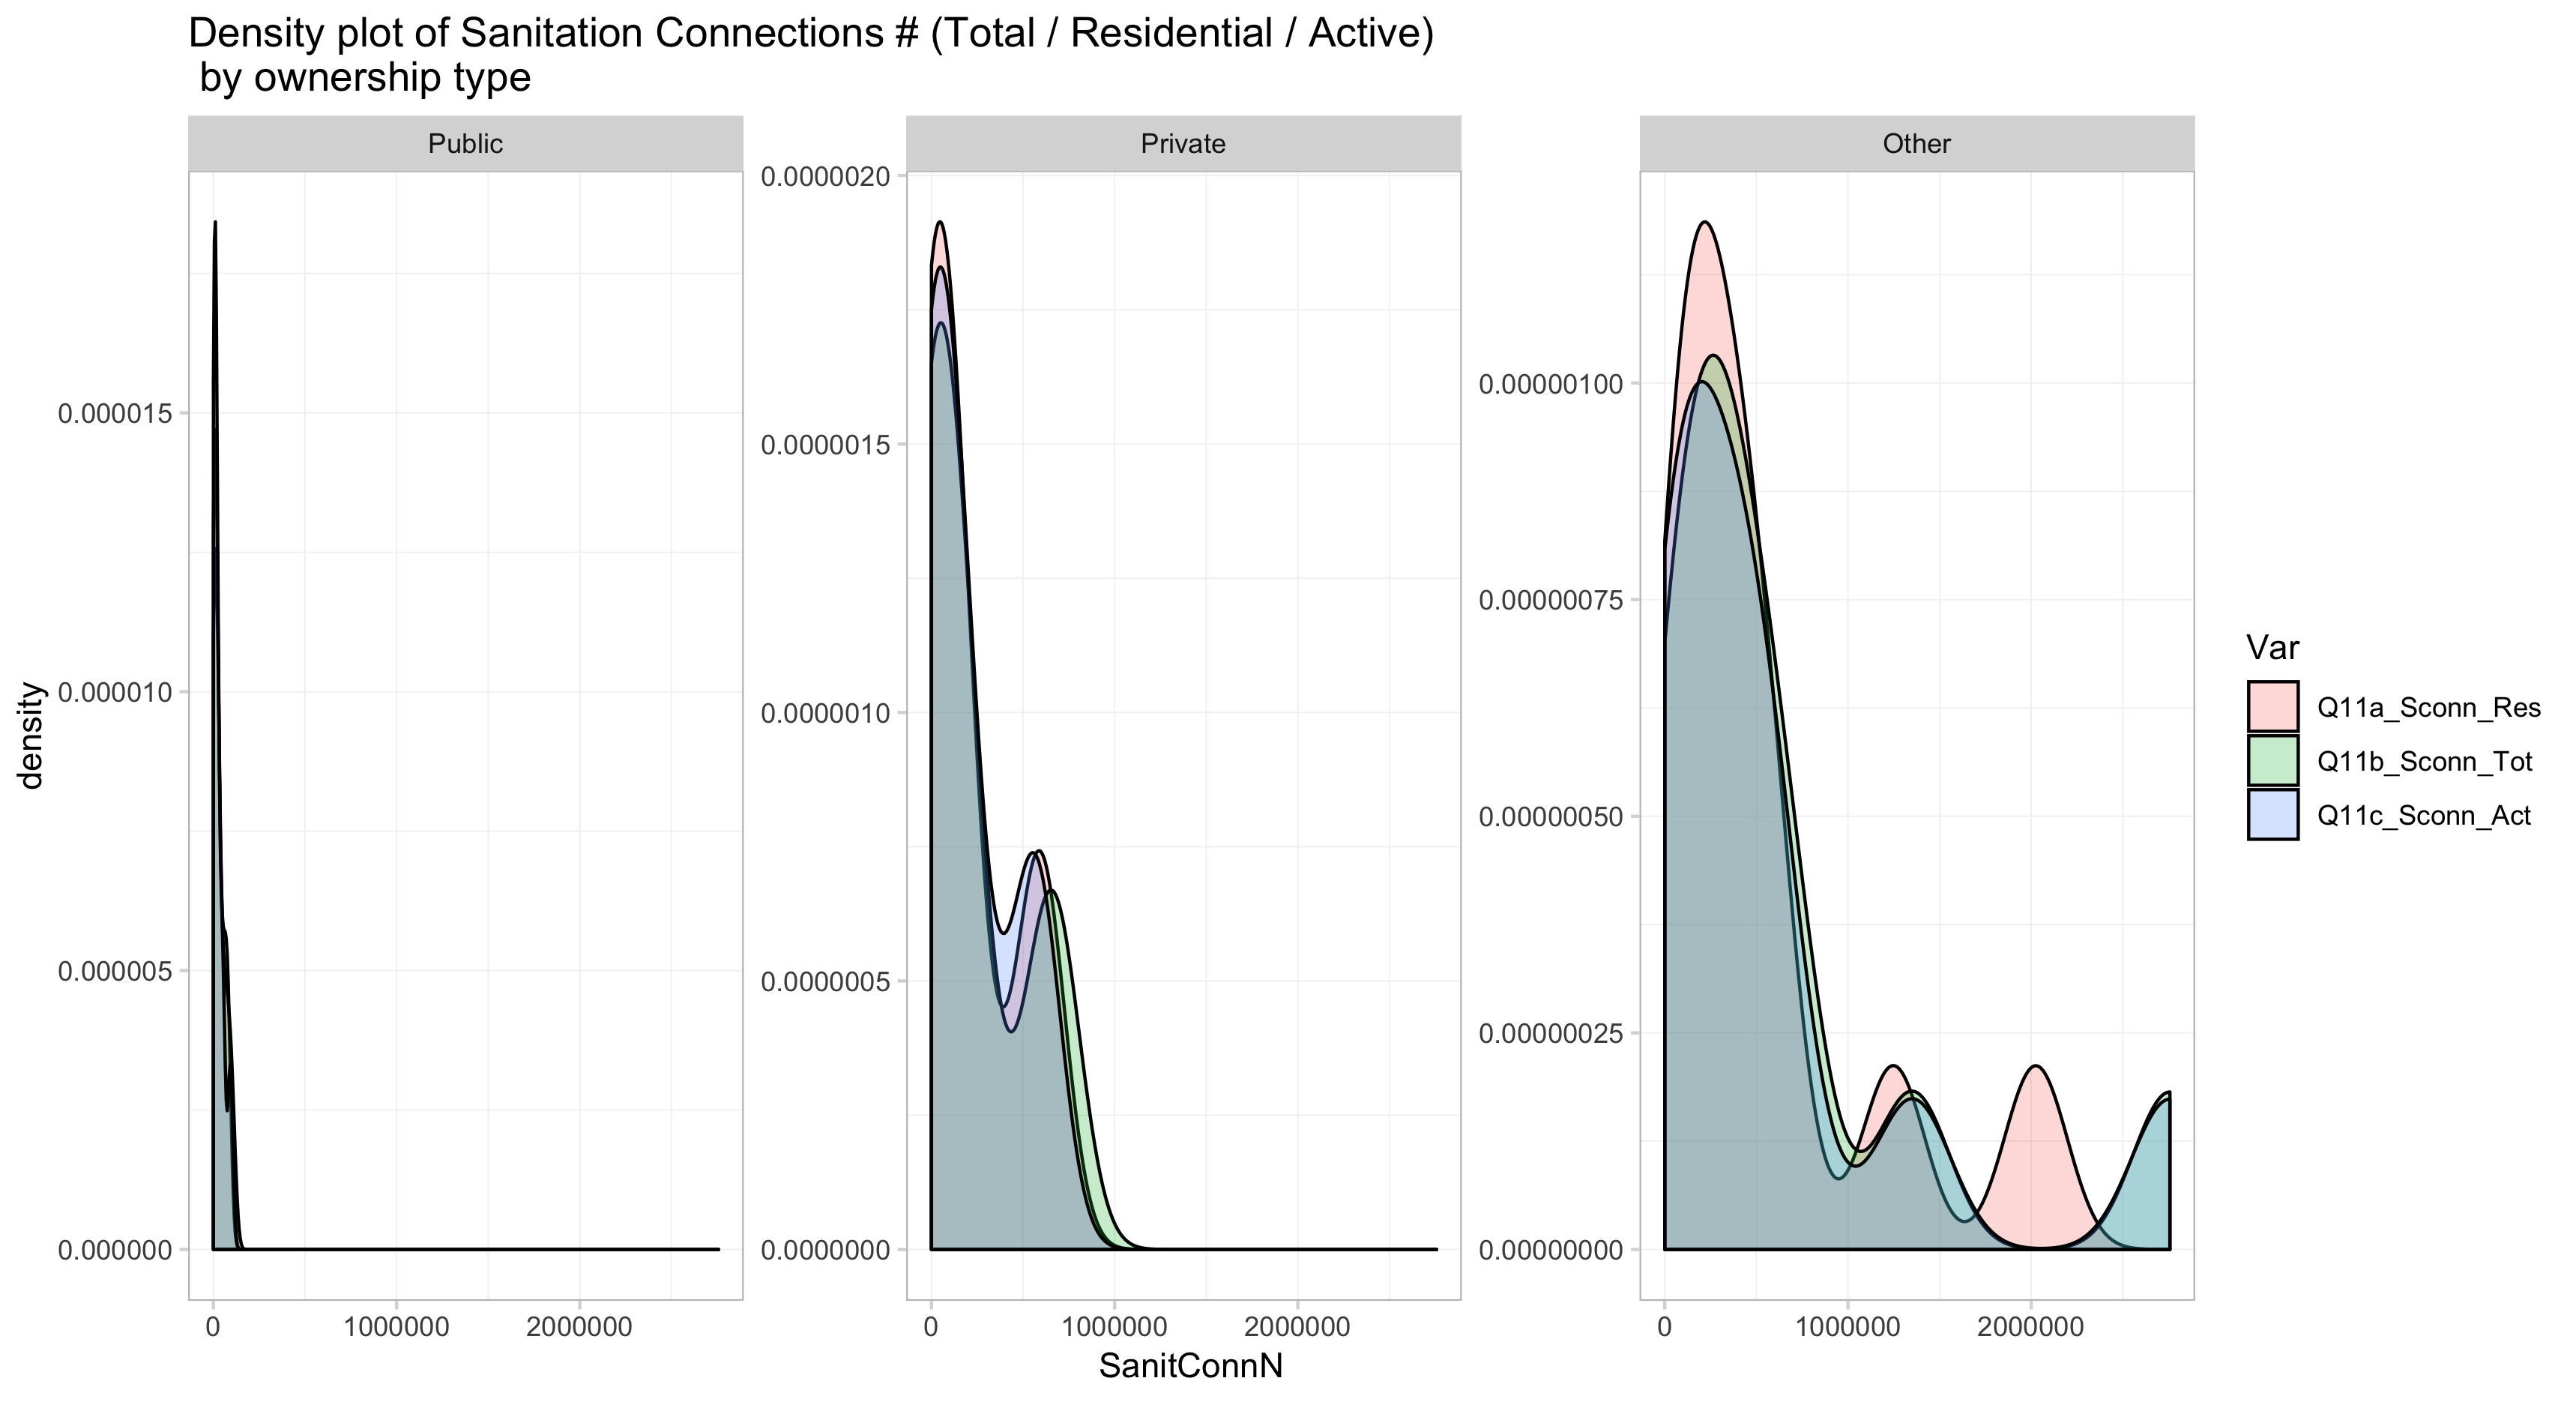 Density plot of Sanitation Connections # (Total / Residential / Active)
by ownership type
Public
Private
Other
density
0.000015
0.000010
0.000005
0.000000
0.0000020
0.0000015
0.0000010
0.0000005
0.0000000
0.00000100
0.00000075
0.00000050
0.00000025
0.00000000
0 1000000 2000000
0 1000000 2000000
0 1000000 2000000
SanitConnN
Var
Q11a_Sconn_Res
Q11b_Sconn_Tot
Q11c_Sconn_Act